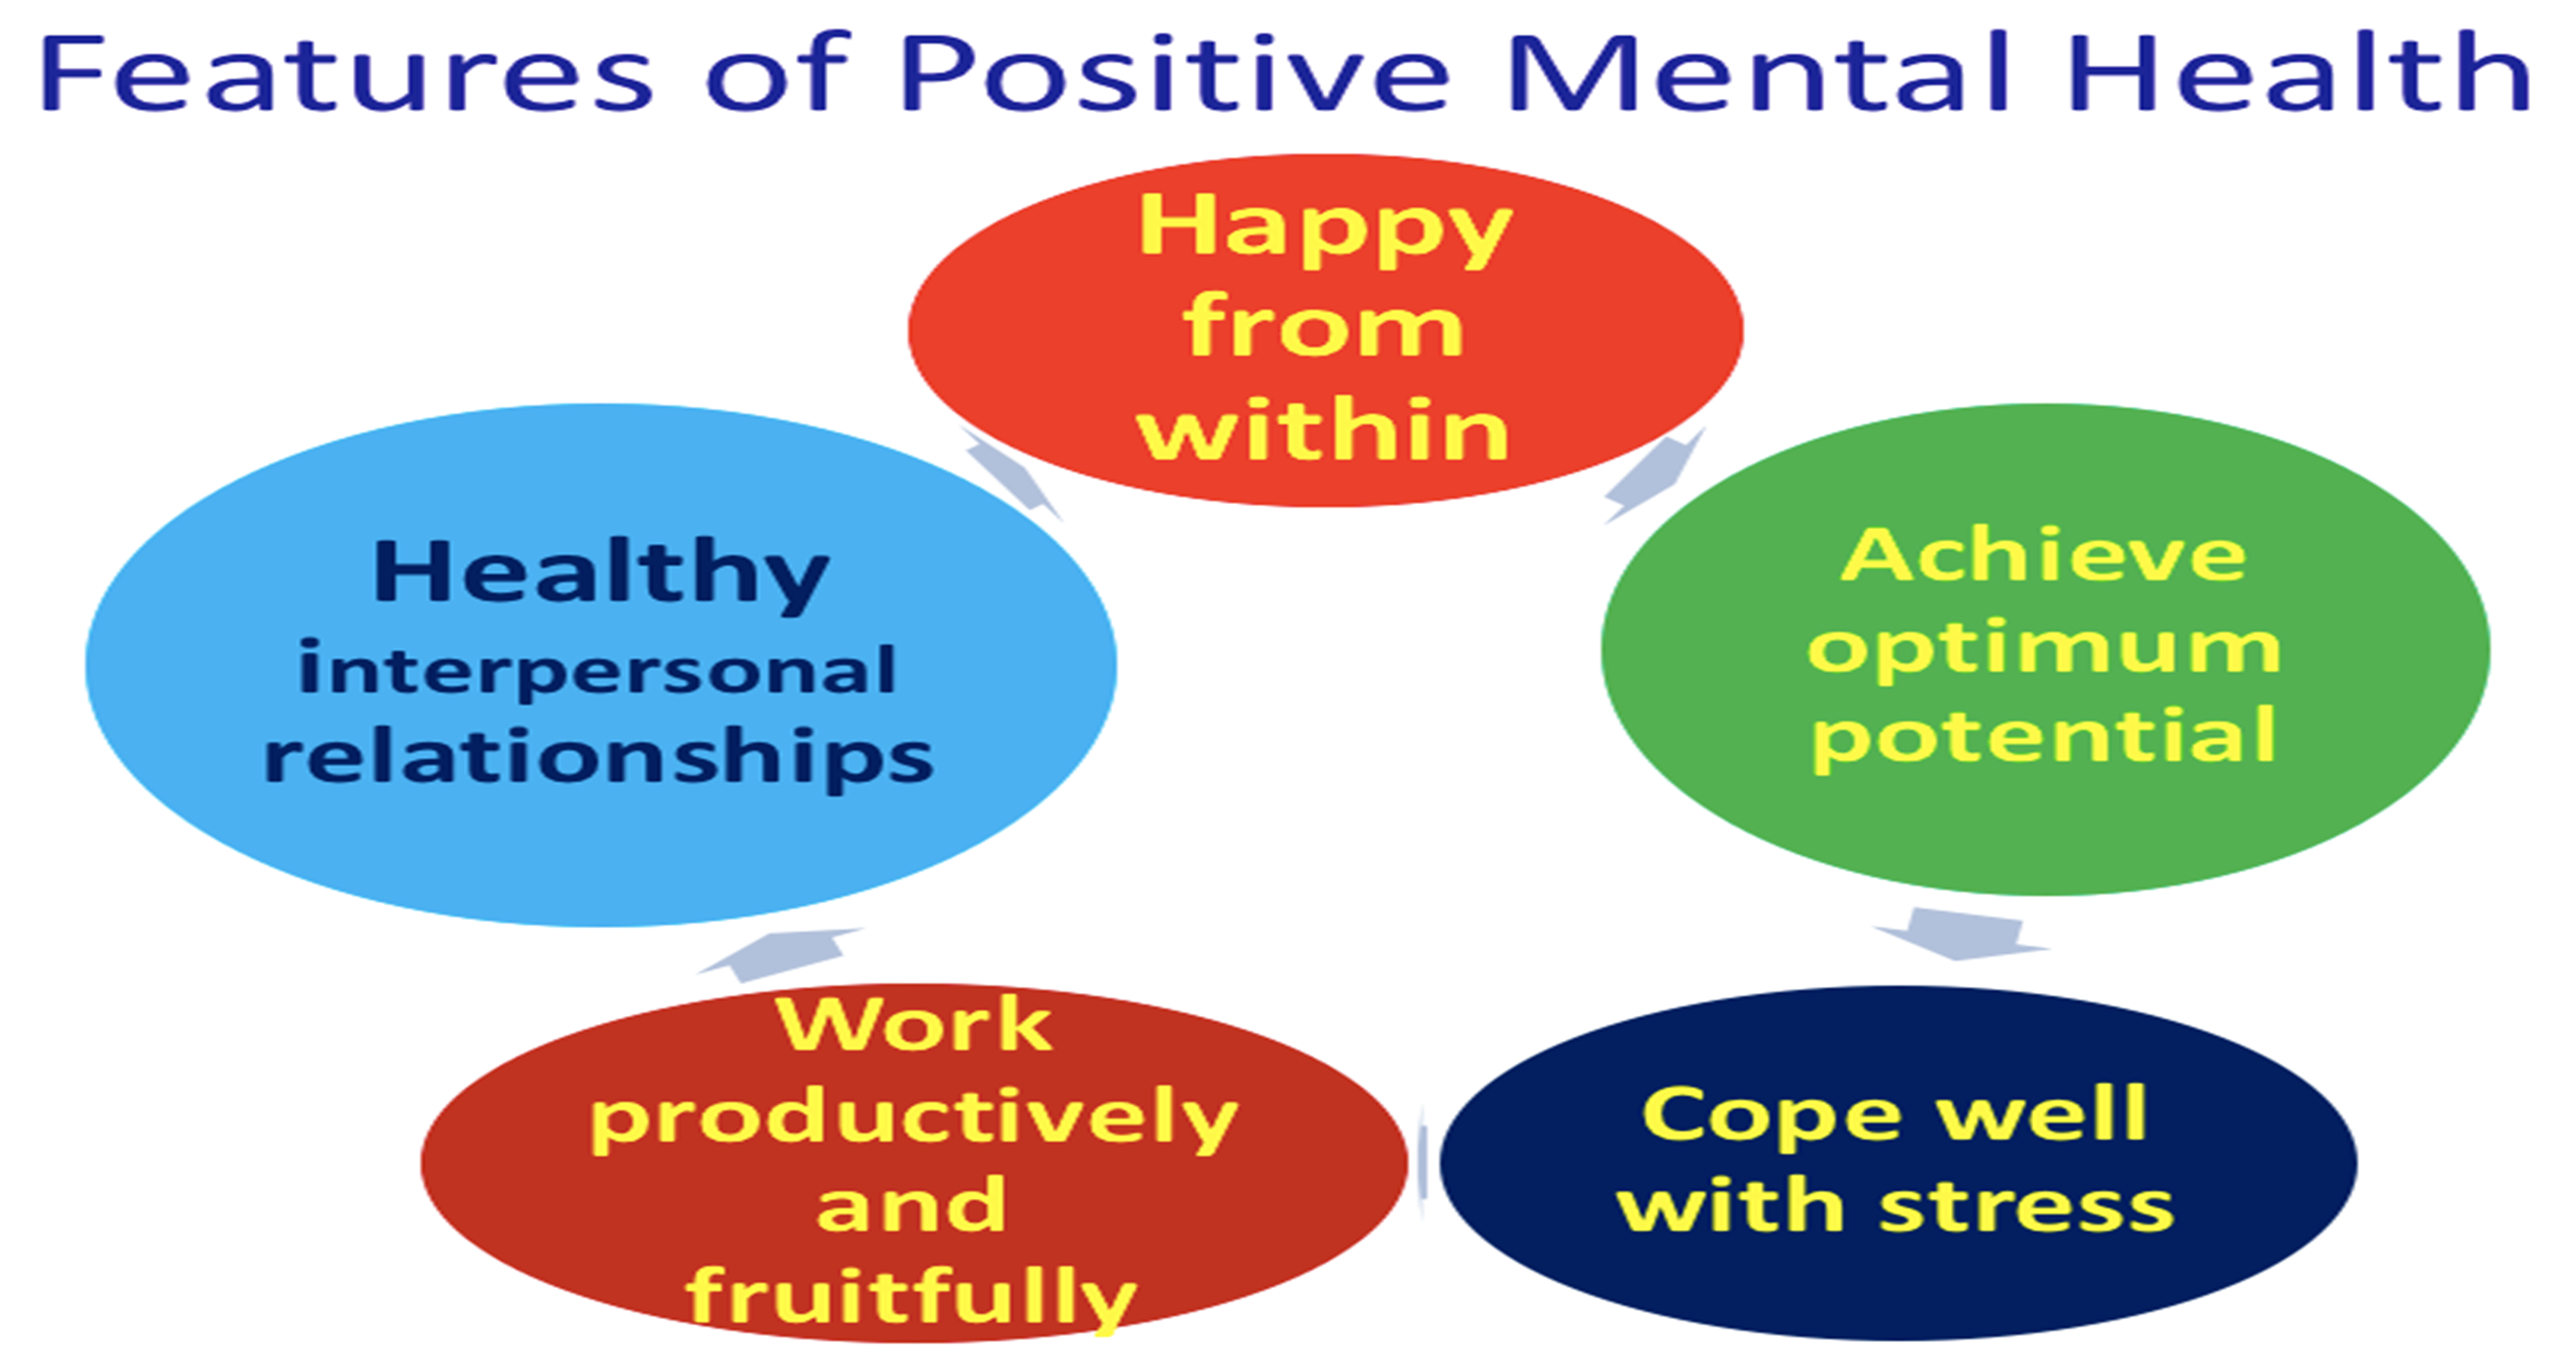 Features of Positive Mental Health
Happy
from
within
Achieve
optimum
potential
Cope well
with stress
Work
productively
and
fruitfully
Healthy
interpersonal
relationships